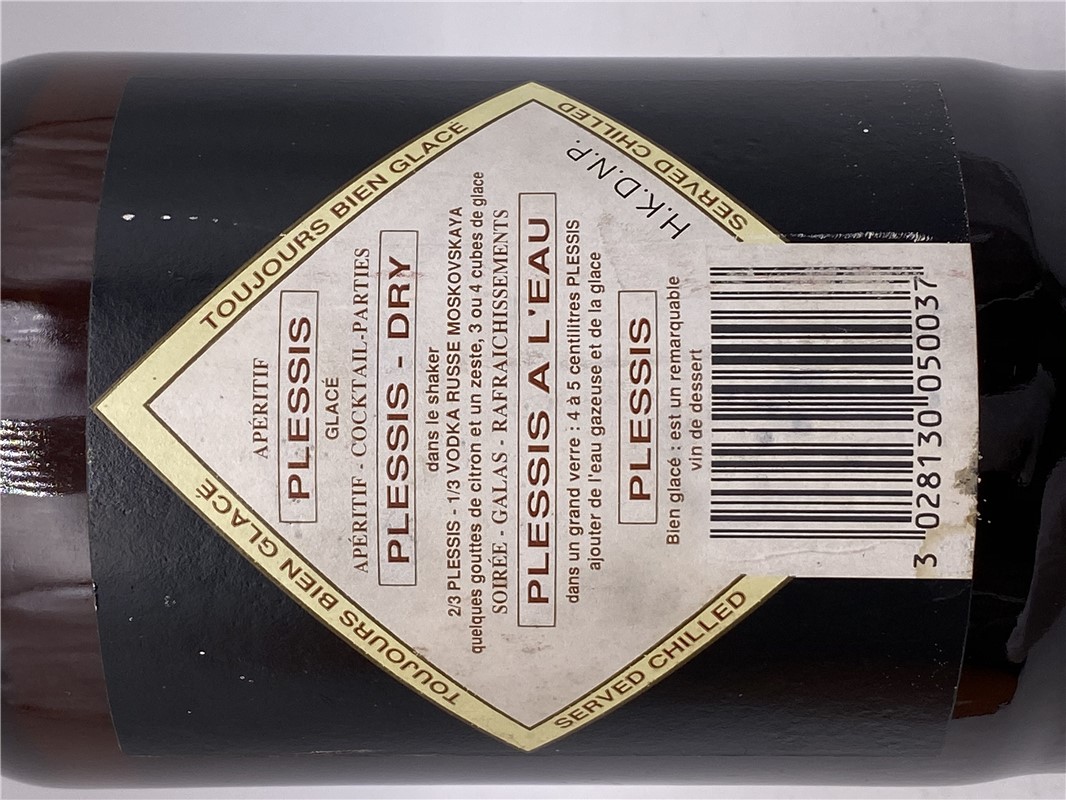 TOUJOURS BIEN GLACÉ
TOUJOURS BIEN GLACÉ
APÉRITIF
PLESSIS
GLACÉ
APÉRITIF - COCKTAIL-PARTIES
PLESSIS - DRY
dans le shaker
2/3 PLESSIS - 1/3 VODKA RUSSE MOSKOVSKAYA
quelques gouttes de citron et un zeste, 3 ou 4 cubes de glace
SOIRÉE - GALAS - RAFRAICHISSEMENTS
PLESSIS A L'EAU
dans un grand verre : 4 à 5 centilitres PLESSIS
ajouter de l'eau gazeuse et de la glace
PLESSIS
Bien glacé : est un remarquable
vin de dessert
H.K.D.N.P.
SERVED CHILLED
SERVED CHILLED
3 028130 050037